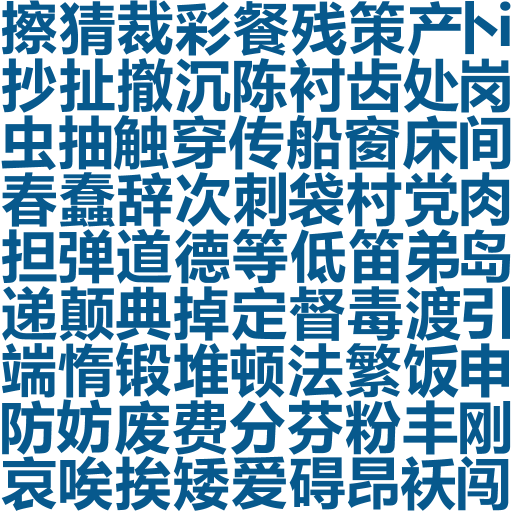 擦猜裁彩餐残策产卜i
抄扯撤沉陈衬齿处岗
虫抽触穿传船窗床间
春蠢辞次刺袋村党肉
担弹道德等低笛弟岛
递颠典掉定督毒渡引
端惰锻堆顿法繁饭申
防妨废费分芬粉丰刚
哀唉挨矮爱碍昂袄闯